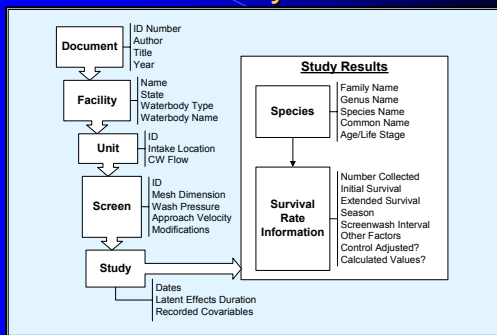 Document
ID Number
Author
Title
Year
Facility
Name
State
Waterbody Type
Waterbody Name
Unit
ID
Intake Location
CW Flow
Screen
ID
Mesh Dimension
Wash Pressure
Approach Velocity
Modifications
Study
Dates
Latent Effects Duration
Recorded Covariables
Study Results
Species
Family Name
Genus Name
Species Name
Common Name
Age/Life Stage
Survival
Rate
Information
Number Collected
Initial Survival
Extended Survival
Season
Screenwash Interval
Other Factors
Control Adjusted?
Calculated Values?